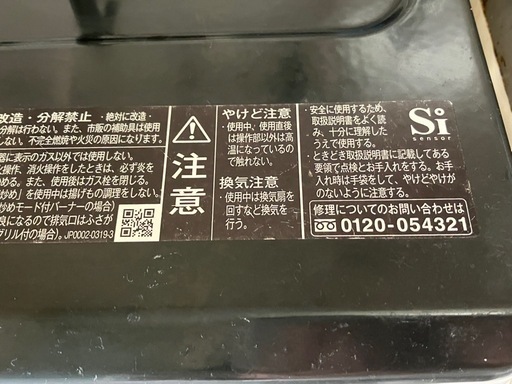 改造・分解禁止 ・絶対に改造・
分解は行わない。また、市販の補助具は使用
しない。不完全燃焼や火災の原因になります。
器に表示のガス以外では使用しない。
火操作、消火操作をしたときは、必ず炎を
める。また、使用後はガス栓を閉じる。
炒めモード使用中は揚げもの調理をしない。
炒めモード付バーナーの場合)
良になるので排気口はふさが
グリル付の場合)。JP0002-0319-3
注意
やけど注意
・使用中、使用直後
は操作部以外は高
温になっているの
で触れない。
換気注意
・使用中は換気扇を
回すなど換気を
行う。
・安全に使用するため、
取扱説明書をよく読
み、十分に理解した
うえで使用する。
・ときどき取扱説明書に記載してある
要領で点検とお手入れをする。お手
入れ時は手袋をして、やけどやけが
のないように注意する。
Si
sensor
修理についてのお問い合わせは
0120-054321